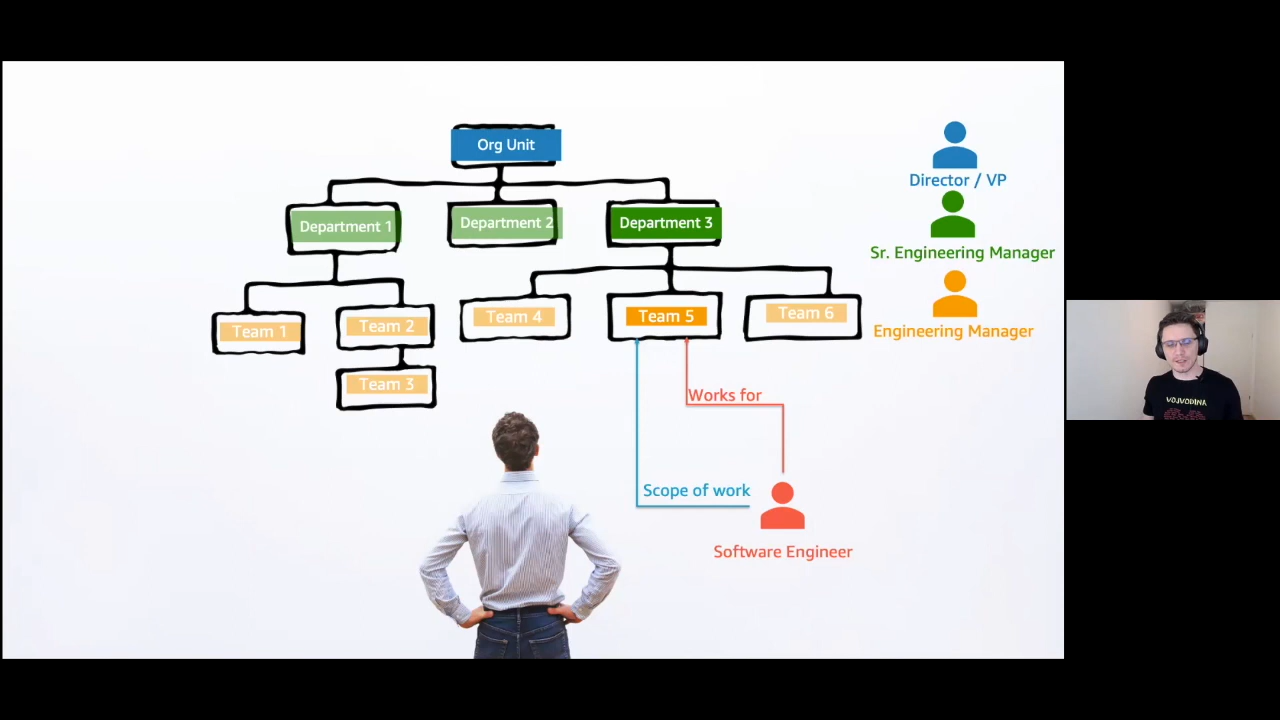 Org Unit
Director / VP
Department 1
Department 2
Department 3
Sr. Engineering Manager
Team 1
Team 2
Team 4
Team 5
Team 6
Engineering Manager
Team 3
Works for
VOJVODINA
Scope of work
Software Engineer